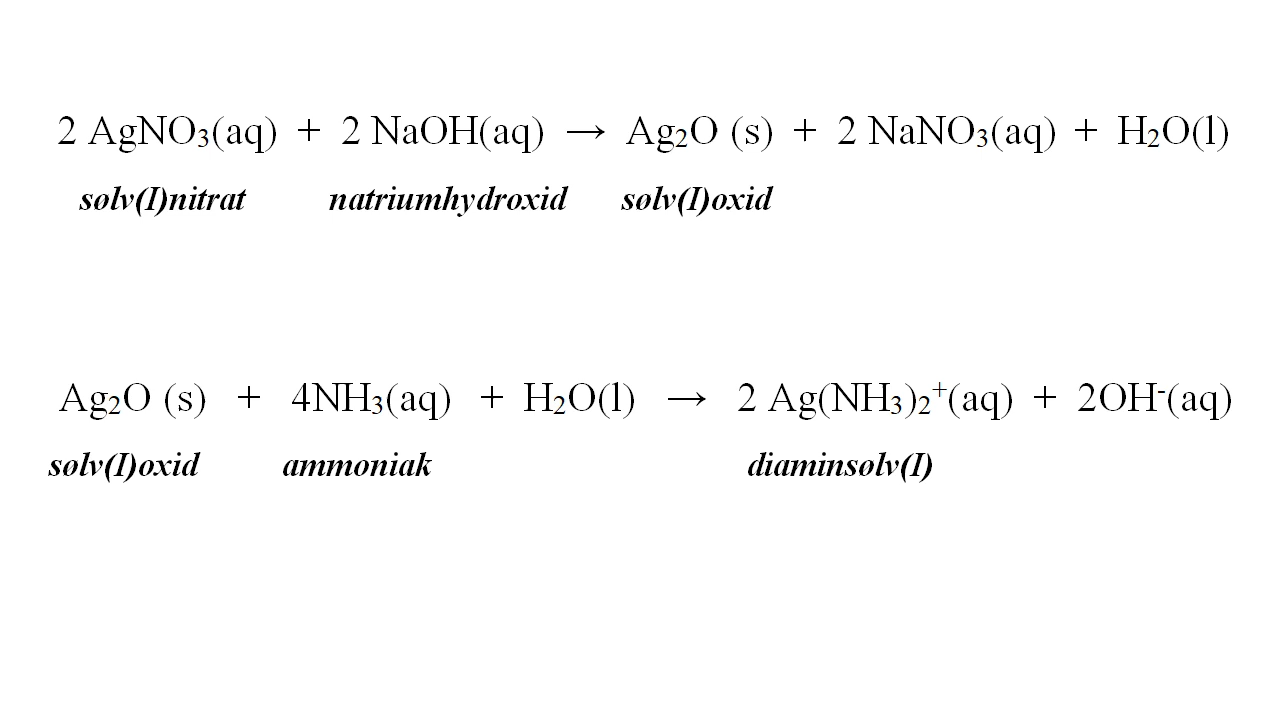 2 AgNO₃(aq) + 2 NaOH(aq) → Ag₂O (s) + 2 NaNO₃(aq) + H₂O(l)
sølv(I)nitrat natriumhydroxid sølv(I)oxid
Ag₂O (s) + 4NH₃(aq) + H₂O(l) → 2 Ag(NH₃)₂⁺(aq) + 2OH⁻(aq)
sølv(I)oxid ammoniak diaminsølv(I)